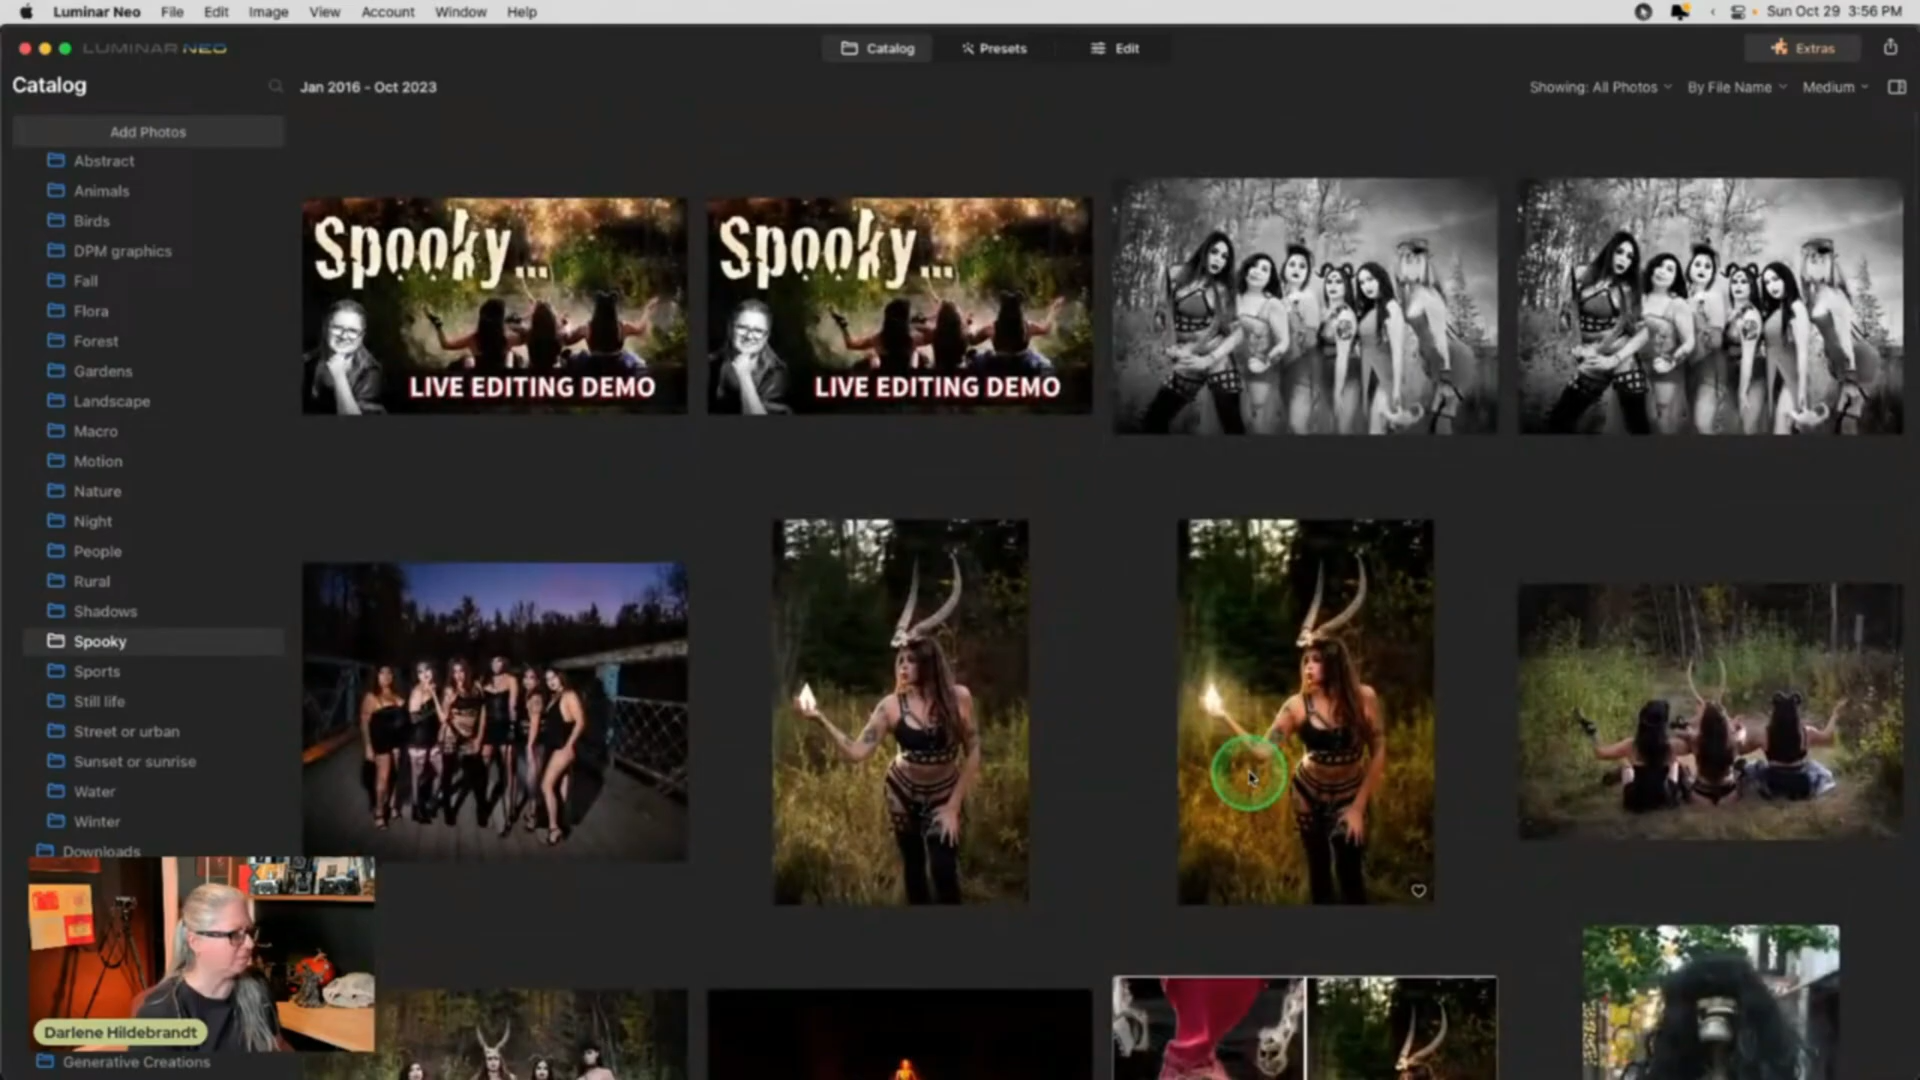 Luminar Neo File Edit Image View Account Window Help Sun Oct 29 3:56 PM
LUMINAR NEO Catalog Presets Edit Extras
Catalog Jan 2016 - Oct 2023 Showing: All Photos By File Name Medium
Add Photos
Abstract
Animals
Birds
DPM graphics
Fall
Flora
Forest
Gardens
Landscape
Macro
Motion
Nature
Night
People
Rural
Shadows
Spooky
Sports
Still life
Street or urban
Sunset or sunrise
Water
Winter
Downloads
Generative Creations
Spooky...
LIVE EDITING DEMO
Spooky...
LIVE EDITING DEMO
Darlene Hildebrandt